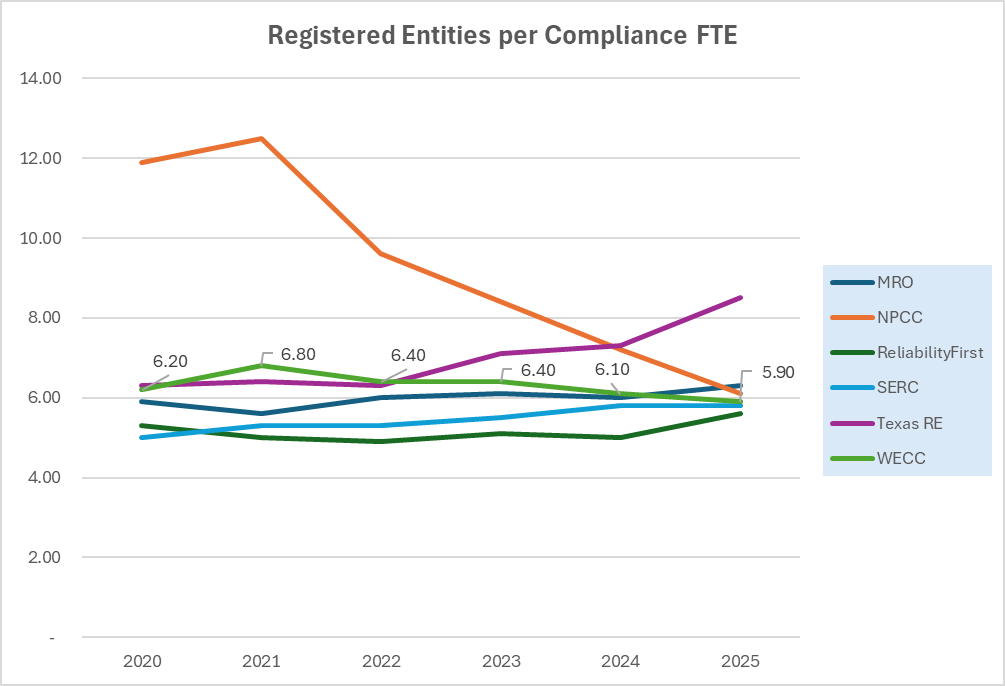 Registered Entities per Compliance FTE
14.00
12.00
10.00
8.00
6.00
4.00
2.00
-
6.20
6.80
6.40
6.40
6.10
5.90
2020
2021
2022
2023
2024
2025
MRO
NPCC
ReliabilityFirst
SERC
Texas RE
WECC